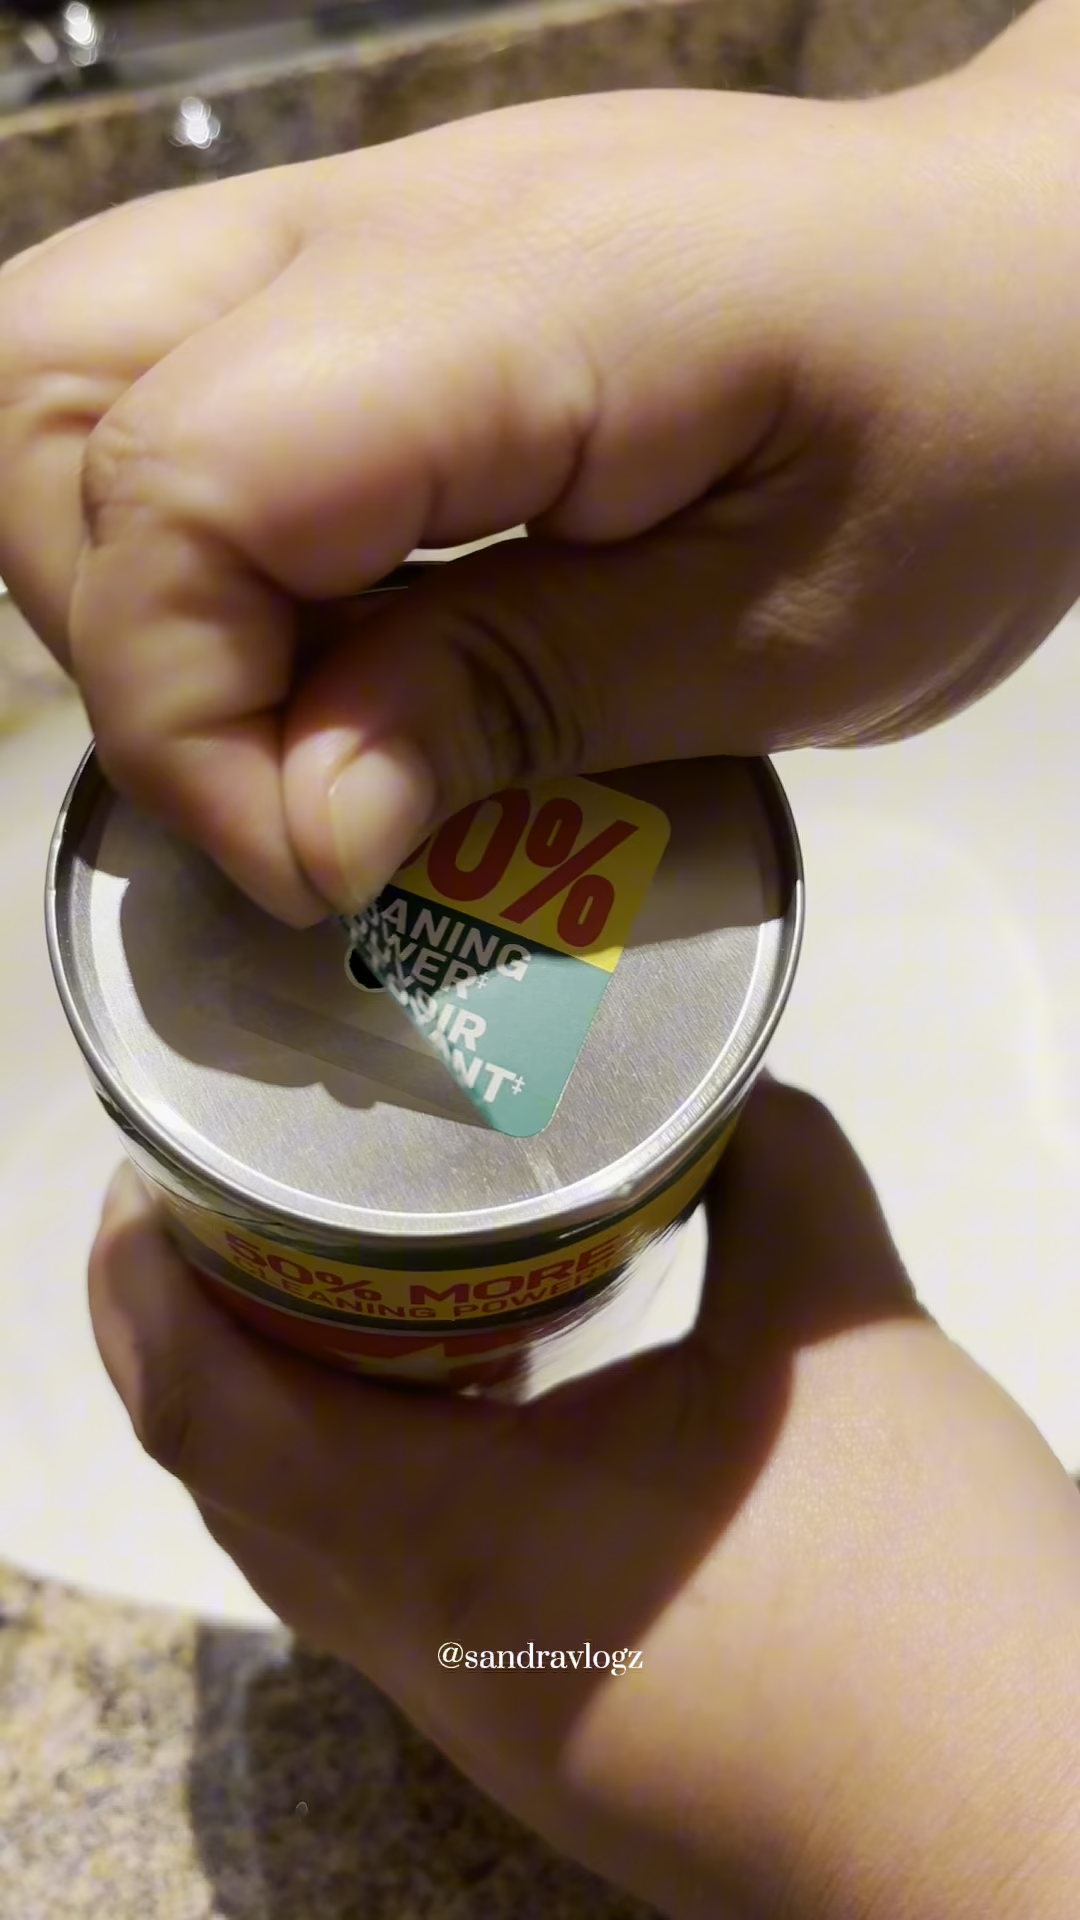 0%
ANING
WER‡
OIR
ANT‡
50% MORE
CLEANING POWER†
@sandravlogz